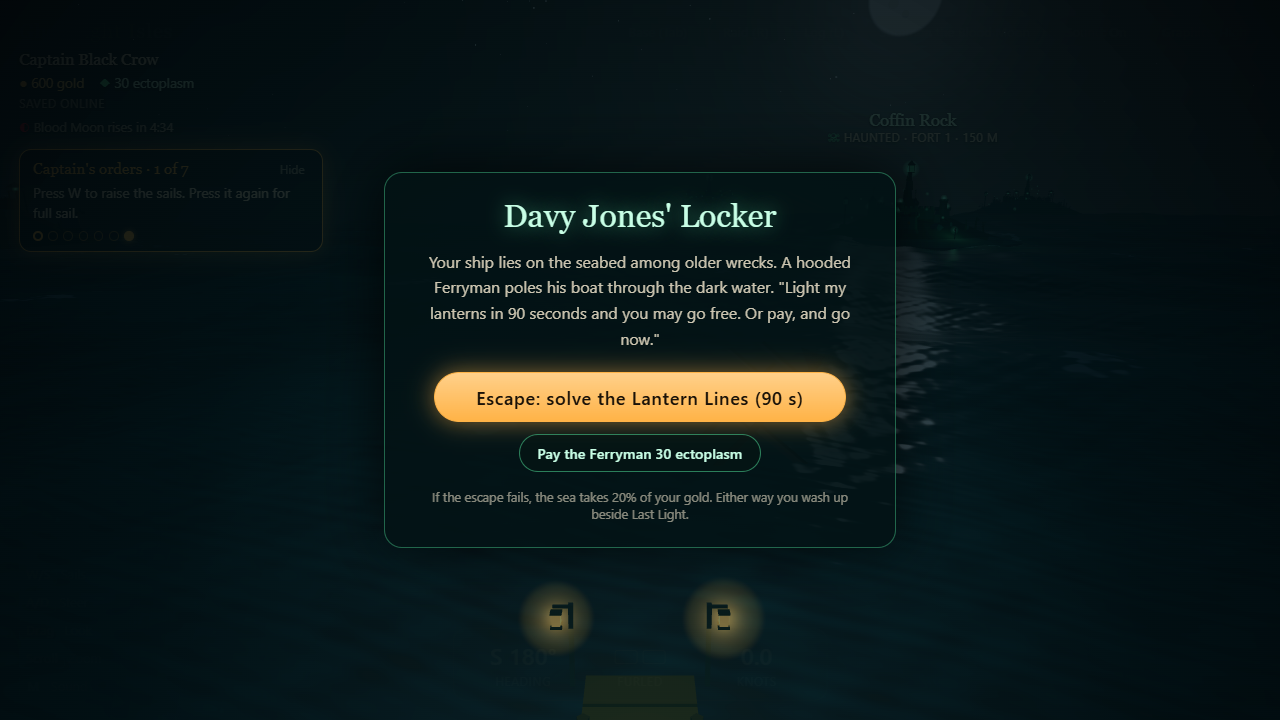 Captain Black Crow
600 gold 30 ectoplasm
SAVED ONLINE
Blood Moon rises in 4:34
Captain's orders - 1 of 7 Hide
Press W to raise the sails. Press it again for
full sail.
Coffin Rock
HAUNTED - FORT 1 - 150 M
Davy Jones' Locker
Your ship lies on the seabed among older wrecks. A hooded
Ferryman poles his boat through the dark water. "Light my
lanterns in 90 seconds and you may go free. Or pay, and go
now."
Escape: solve the Lantern Lines (90 s)
Pay the Ferryman 30 ectoplasm
If the escape fails, the sea takes 20% of your gold. Either way you wash up
beside Last Light.
S 180 0.0